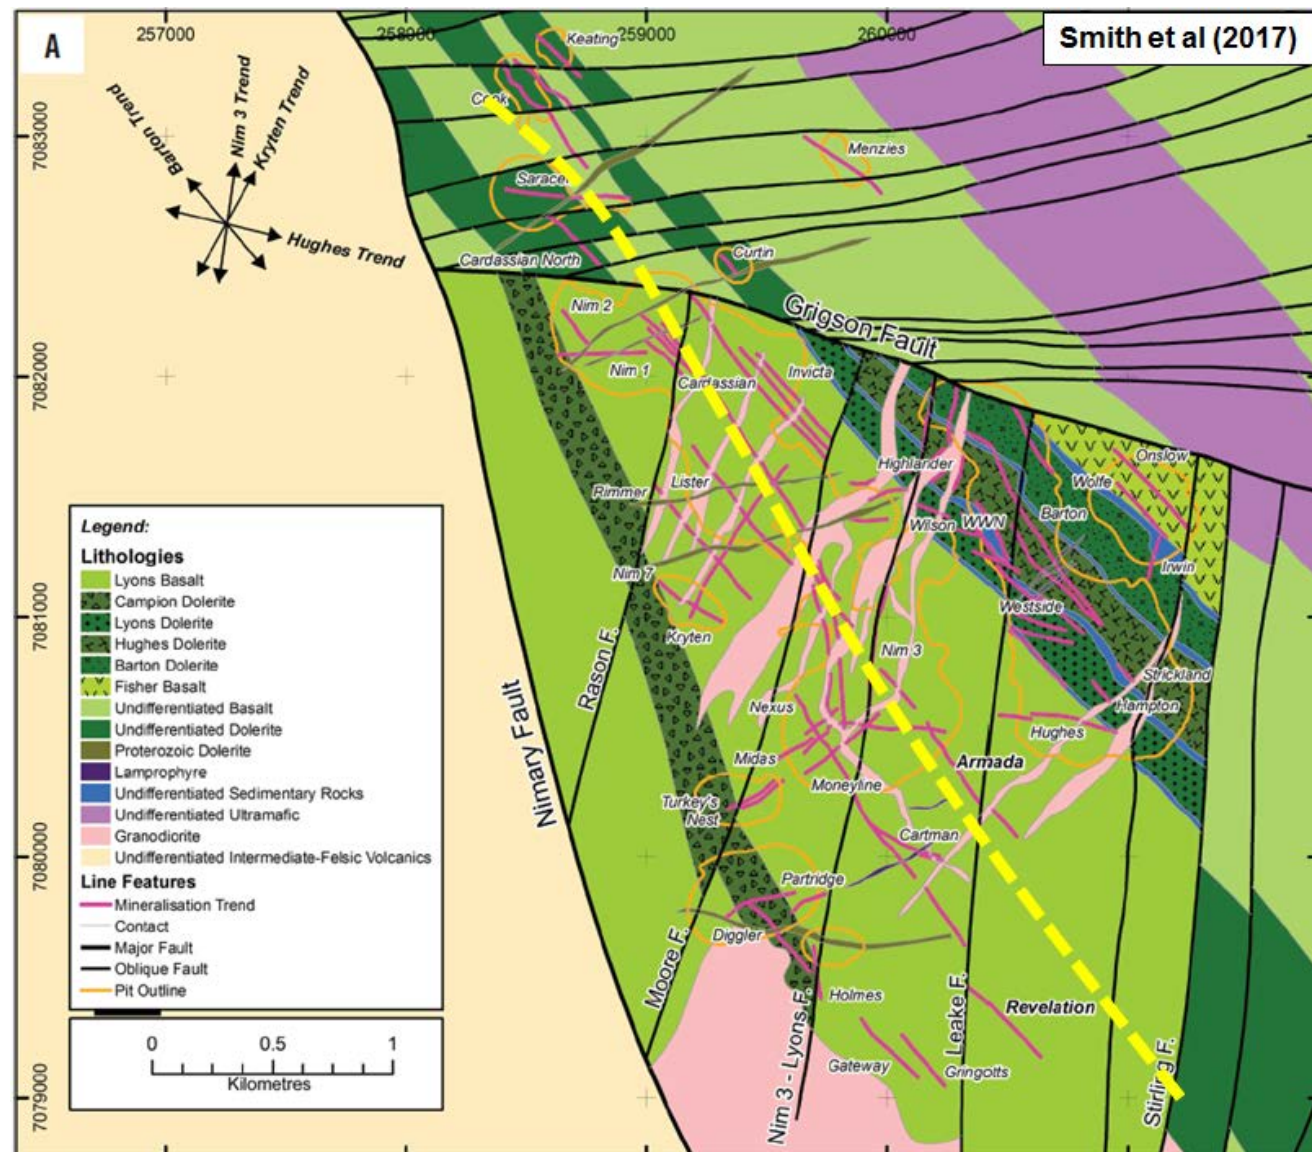 A
257000
258000
259000
260000
Smith et al (2017)
7083000
7082000
7081000
7080000
7079000
Barton Trend
Nim 3 Trend
Kryten Trend
Hughes Trend
Keating
Cook
Menzies
Cardassian North
Curtin
Grigson Fault
Nim 2
Nim 1
Cardassian
Invicta
Highlander
Onslow
Wolfe
Barton
Irwin
Rimmer
Lister
Wilson
WWN
Nim 7
Westside
Kryten
Nim 3
Strickland
Hampton
Hughes
Nexus
Midas
Armada
Moneyline
Turkey's
Nest
Cartman
Partridge
Diggler
Holmes
Revelation
Gateway
Gringotts
Nimary Fault
Rason F.
Moore F.
Nim 3 - Lyons F.
Leake F.
Stirling F.
Legend:
Lithologies
Lyons Basalt
Campion Dolerite
Lyons Dolerite
Hughes Dolerite
Barton Dolerite
Fisher Basalt
Undifferentiated Basalt
Undifferentiated Dolerite
Proterozoic Dolerite
Lamprophyre
Undifferentiated Sedimentary Rocks
Undifferentiated Ultramafic
Granodiorite
Undifferentiated Intermediate-Felsic Volcanics
Line Features
Mineralisation Trend
Contact
Major Fault
Oblique Fault
Pit Outline
0 0.5 1
Kilometres